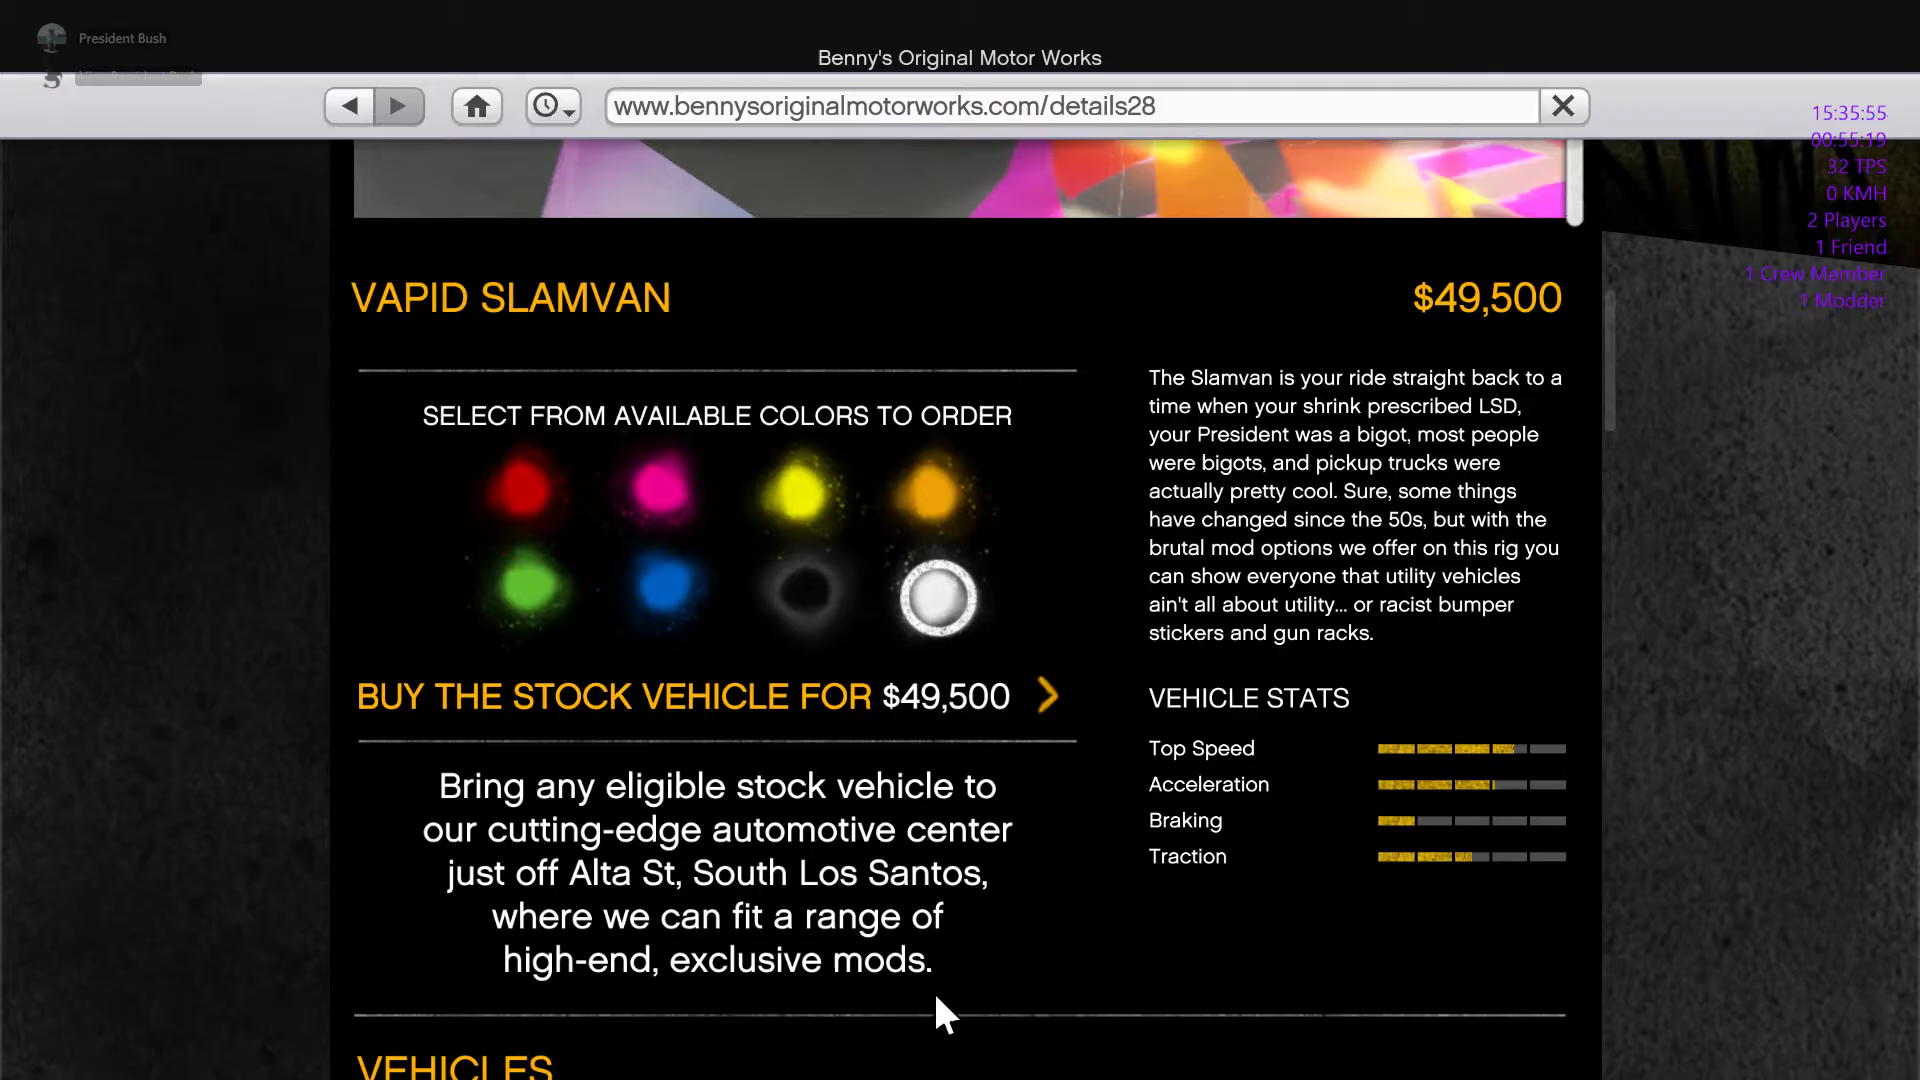 President Bush
Benny's Original Motor Works
www.bennysoriginalmotorworks.com/details28
15:35:55
00:55:19
32 TPS
0 KMH
2 Players
1 Friend
1 Crew Member
1 Modder
VAPID SLAMVAN
$49,500
SELECT FROM AVAILABLE COLORS TO ORDER
BUY THE STOCK VEHICLE FOR $49,500
Bring any eligible stock vehicle to
our cutting-edge automotive center
just off Alta St, South Los Santos,
where we can fit a range of
high-end, exclusive mods.
The Slamvan is your ride straight back to a
time when your shrink prescribed LSD,
your President was a bigot, most people
were bigots, and pickup trucks were
actually pretty cool. Sure, some things
have changed since the 50s, but with the
brutal mod options we offer on this rig you
can show everyone that utility vehicles
ain't all about utility... or racist bumper
stickers and gun racks.
VEHICLE STATS
Top Speed
Acceleration
Braking
Traction
VEHICLES